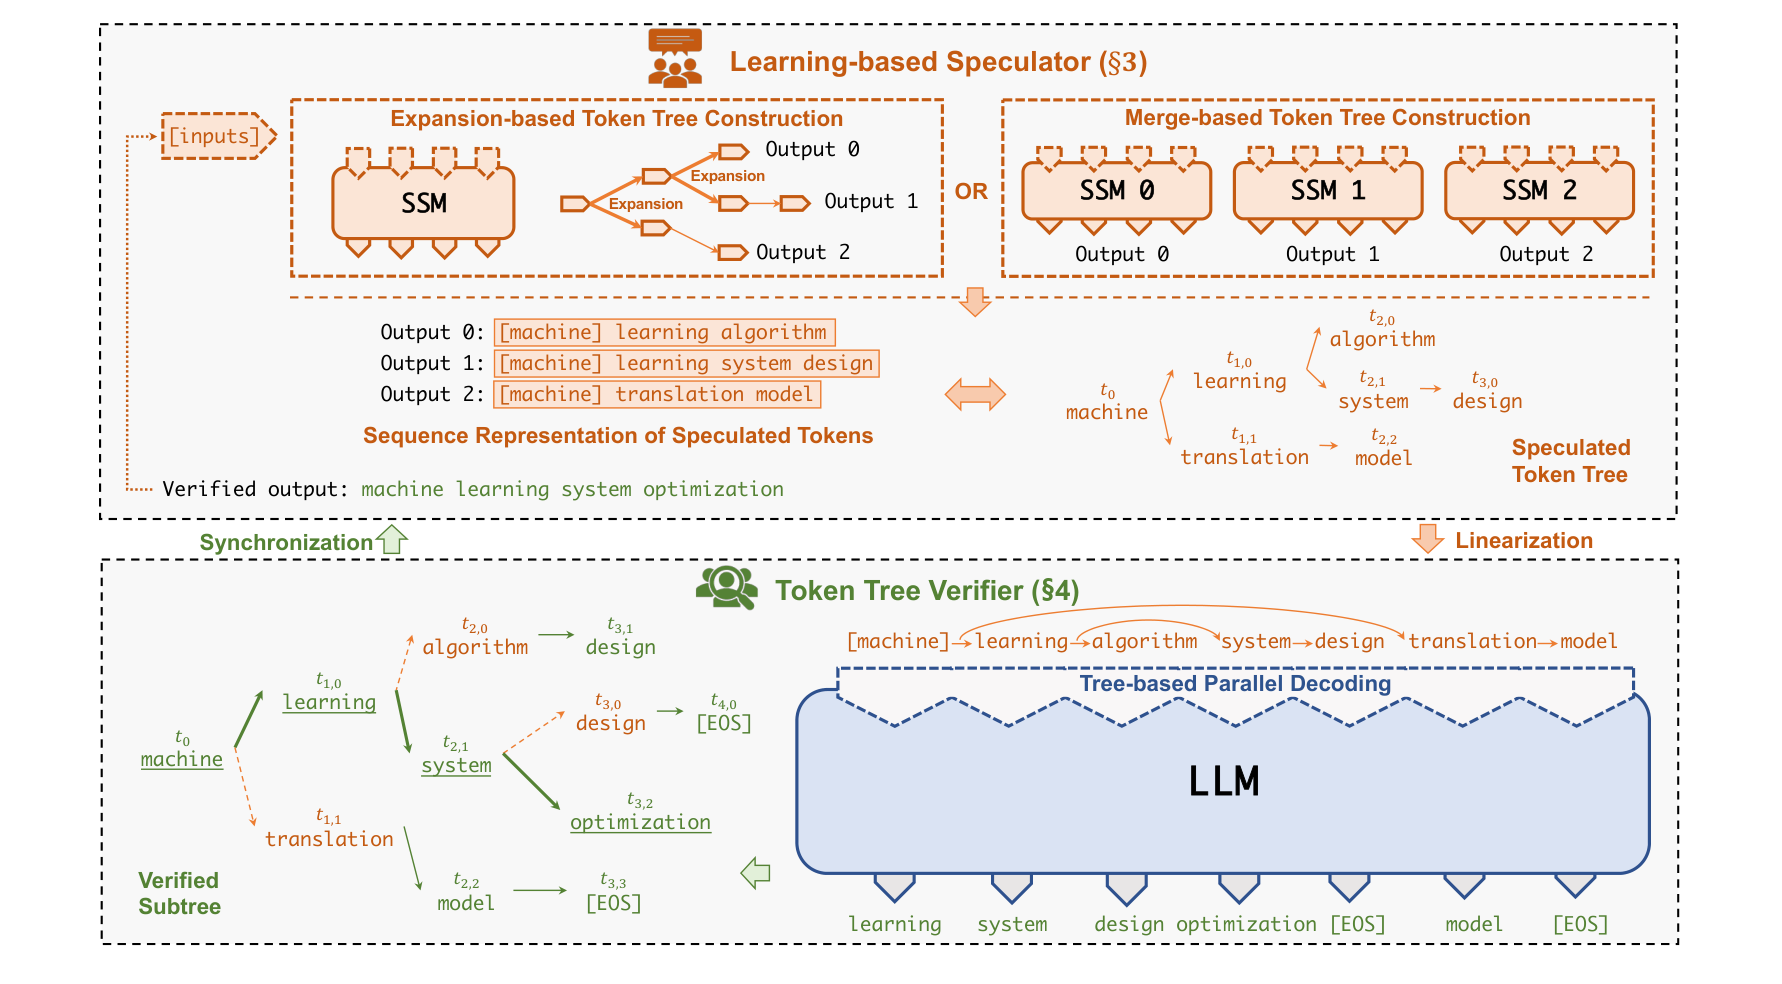 Learning-based Speculator (§3)
[inputs]
Expansion-based Token Tree Construction
SSM
Expansion
Expansion
Output 0
Output 1
Output 2
OR
Merge-based Token Tree Construction
SSM 0
SSM 1
SSM 2
Output 0
Output 1
Output 2
Output 0: [machine] learning algorithm
Output 1: [machine] learning system design
Output 2: [machine] translation model
Sequence Representation of Speculated Tokens
t0
machine
t1,0
learning
t2,0
algorithm
t2,1
system
t3,0
design
t1,1
translation
t2,2
model
Speculated
Token Tree
Verified output: machine learning system optimization
Synchronization
Linearization
Token Tree Verifier (§4)
t0
machine
t1,0
learning
t2,0
algorithm
t3,1
design
t2,1
system
t3,0
design
t4,0
[EOS]
t3,2
optimization
t1,1
translation
t2,2
model
t3,3
[EOS]
Verified
Subtree
[machine] learning algorithm system design translation model
Tree-based Parallel Decoding
LLM
learning system design optimization [EOS] model [EOS]